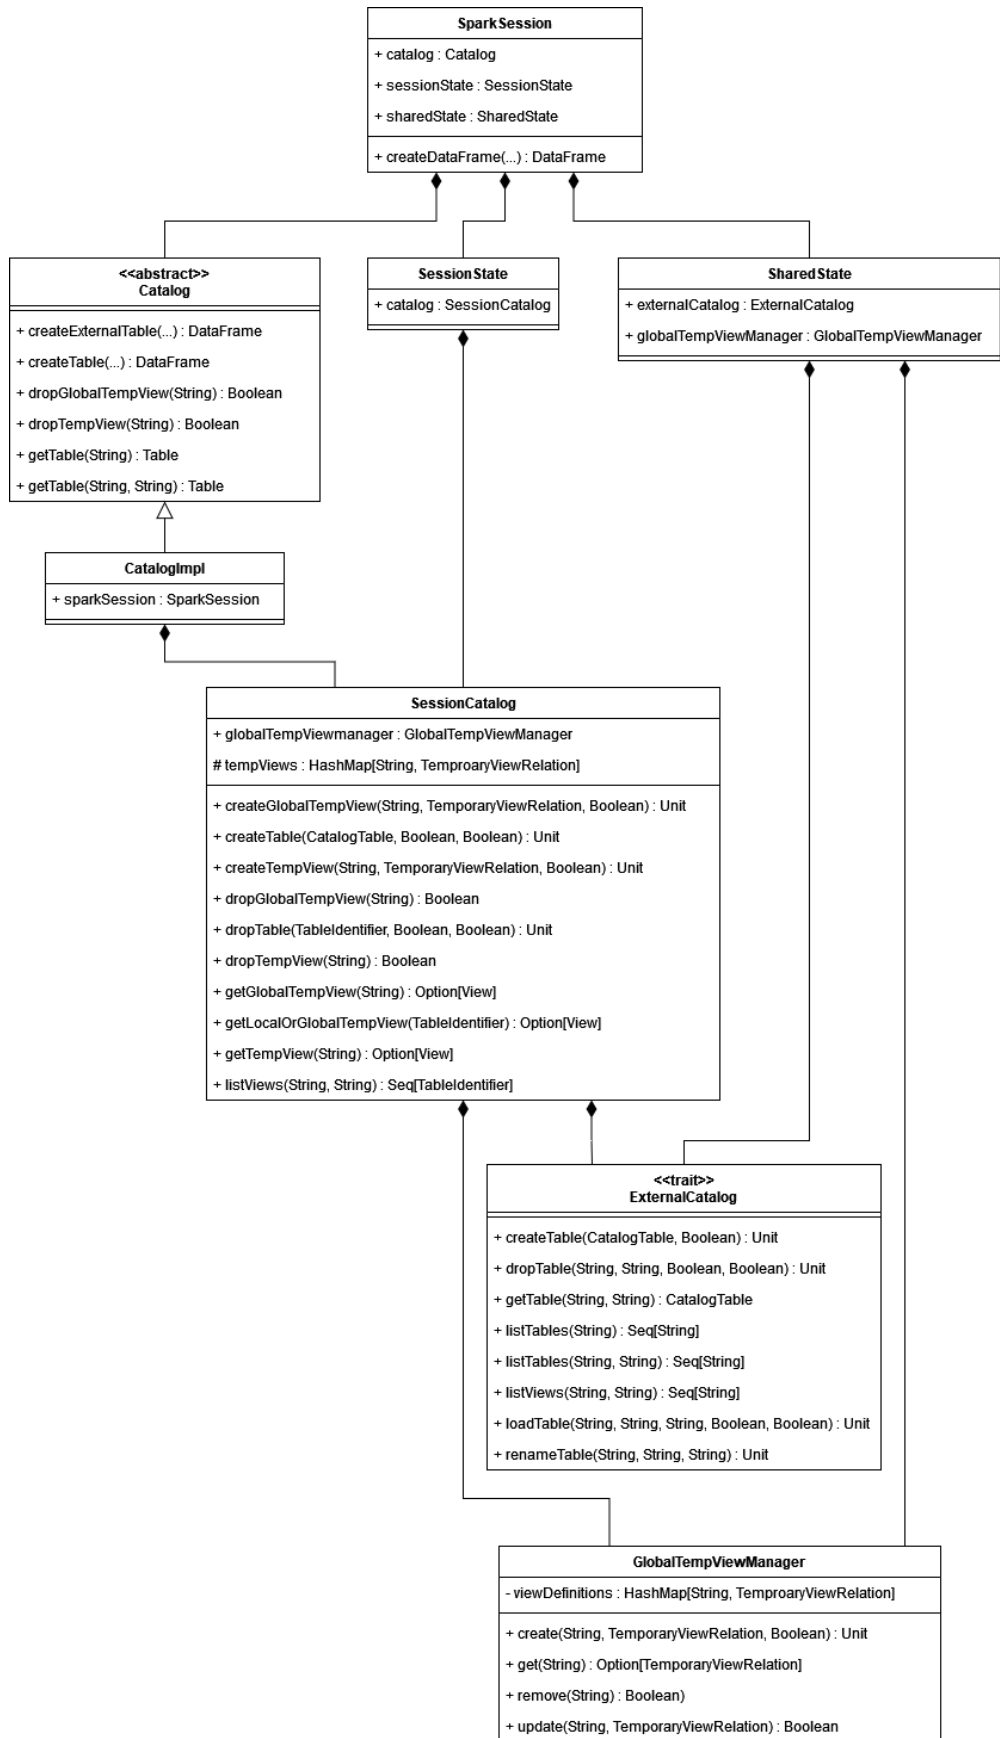 SparkSession
+ catalog : Catalog
+ sessionState : SessionState
+ sharedState : SharedState
+ createDataFrame(...) : DataFrame
<<abstract>>
Catalog
+ createExternalTable(...) : DataFrame
+ createTable(...) : DataFrame
+ dropGlobalTempView(String) : Boolean
+ dropTempView(String) : Boolean
+ getTable(String) : Table
+ getTable(String, String) : Table
SessionState
+ catalog : SessionCatalog
SharedState
+ externalCatalog : ExternalCatalog
+ globalTempViewManager : GlobalTempViewManager
CatalogImpl
+ sparkSession : SparkSession
SessionCatalog
+ globalTempViewmanager : GlobalTempViewManager
# tempViews : HashMap[String, TemproaryViewRelation]
+ createGlobalTempView(String, TemporaryViewRelation, Boolean) : Unit
+ createTable(CatalogTable, Boolean, Boolean) : Unit
+ createTempView(String, TemporaryViewRelation, Boolean) : Unit
+ dropGlobalTempView(String) : Boolean
+ dropTable(TableIdentifier, Boolean, Boolean) : Unit
+ dropTempView(String) : Boolean
+ getGlobalTempView(String) : Option[View]
+ getLocalOrGlobalTempView(TableIdentifier) : Option[View]
+ getTempView(String) : Option[View]
+ listViews(String, String) : Seq[TableIdentifier]
<<trait>>
ExternalCatalog
+ createTable(CatalogTable, Boolean) : Unit
+ dropTable(String, String, Boolean, Boolean) : Unit
+ getTable(String, String) : CatalogTable
+ listTables(String) : Seq[String]
+ listTables(String, String) : Seq[String]
+ listViews(String, String) : Seq[String]
+ loadTable(String, String, String, Boolean, Boolean) : Unit
+ renameTable(String, String, String) : Unit
GlobalTempViewManager
- viewDefinitions : HashMap[String, TemproaryViewRelation]
+ create(String, TemporaryViewRelation, Boolean) : Unit
+ get(String) : Option[TemporaryViewRelation]
+ remove(String) : Boolean)
+ update(String, TemporaryViewRelation) : Boolean